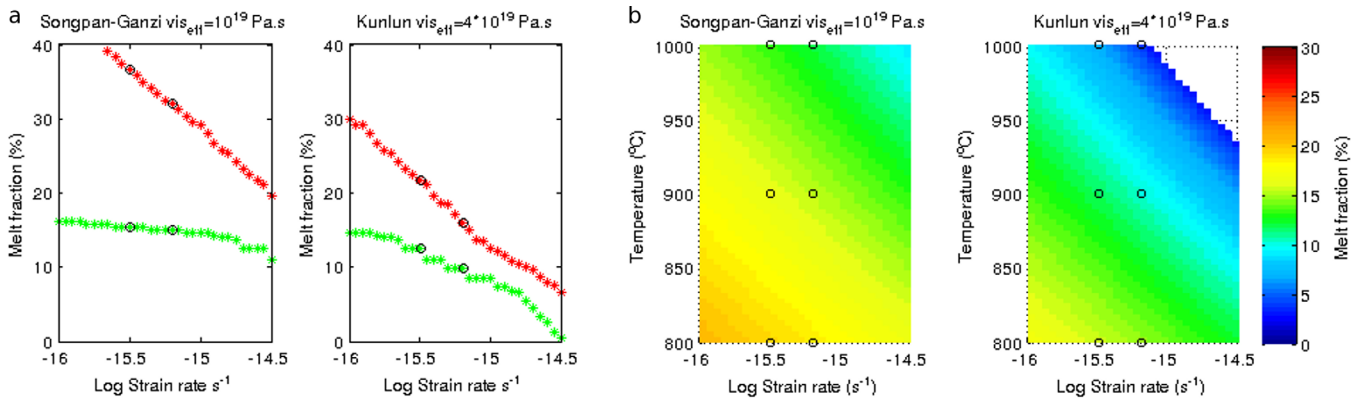 a
Songpan-Ganzi vis_eff=10^19 Pa.s
Melt fraction (%)
40
30
20
10
0
-16
-15.5
-15
-14.5
Log Strain rate s^-1
Kunlun vis_eff=4*10^19 Pa.s
Melt fraction (%)
40
30
20
10
0
-16
-15.5
-15
-14.5
Log Strain rate s^-1
b
Songpan-Ganzi vis_eff=10^19 Pa.s
Temperature (ºC)
1000
950
900
850
800
-16
-15.5
-15
-14.5
Log Strain rate (s^-1)
Kunlun vis_eff=4*10^19 Pa.s
Temperature (ºC)
1000
950
900
850
800
-16
-15.5
-15
-14.5
Log Strain rate (s^-1)
30
25
20
15
10
5
0
Melt fraction (%)